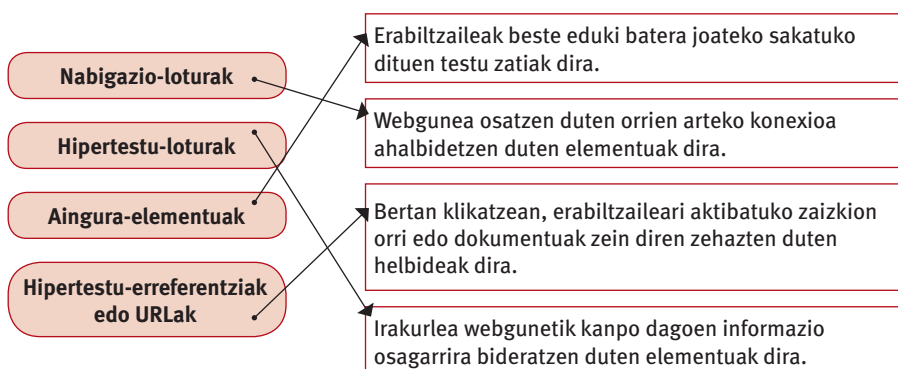 Nabigazio-loturak
Hipertestu-loturak
Aingura-elementuak
Hipertestu-erreferentziak
edo URLak
Erabiltzaileak beste eduki batera joateko sakatuko
dituen testu zatiak dira.
Webgunea osatzen duten orrien arteko konexioa
ahalbidetzen duten elementuak dira.
Bertan klikatzean, erabiltzaileari aktibatuko zaizkion
orri edo dokumentuak zein diren zehazten duten
helbideak dira.
Irakurlea webgunetik kanpo dagoen informazio
osagarrira bideratzen duten elementuak dira.